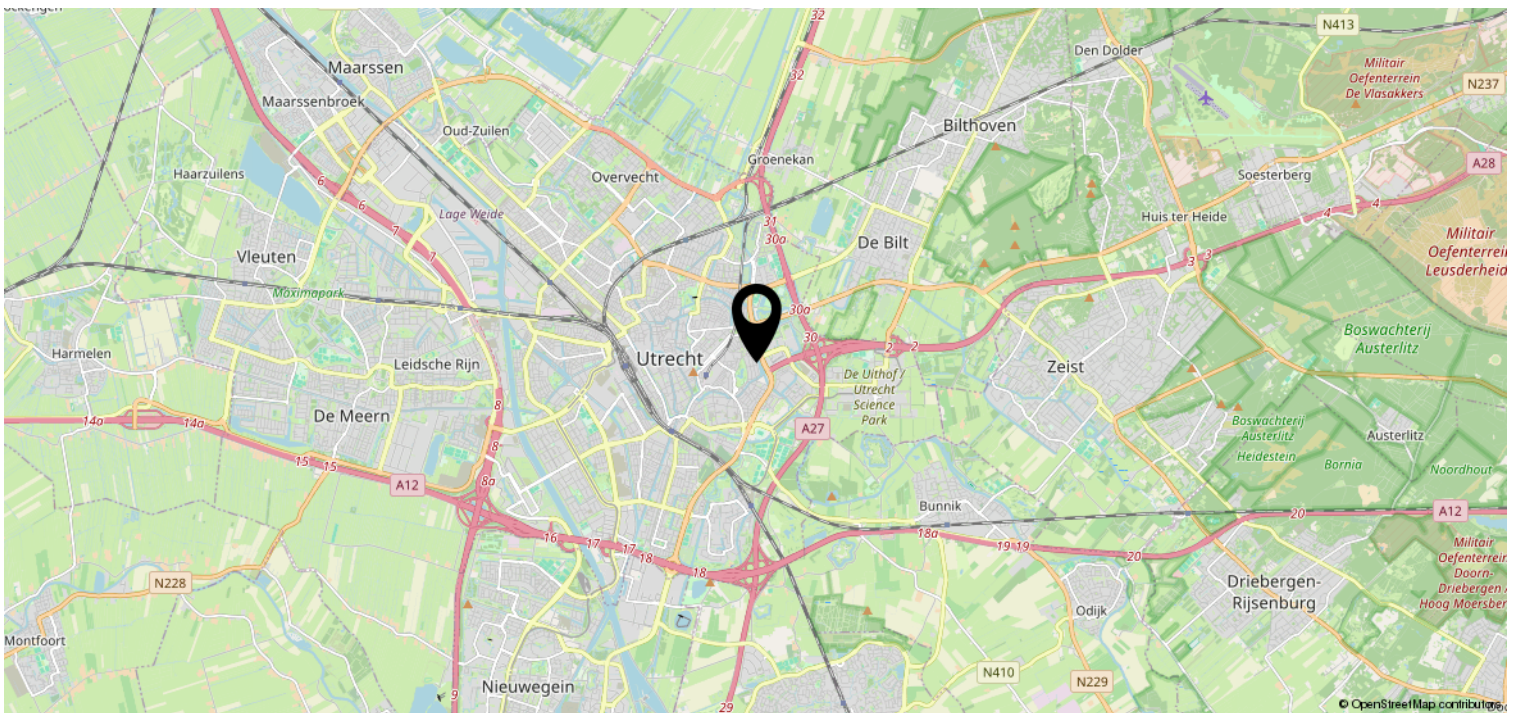 N413
32
Den Dolder
Maarssen
Militair
Oefenterrein
De Vlasakkers
32
N237
Maarssenbroek
Oud-Zuilen
Bilthoven
Groenekan
A28
Haarzuilens
Overvecht
Soesterberg
6
6
Lage Weide
31
Huis ter Heide
4
4
7
30a
De Bilt
Militair
Oefenterrein
Leusderheid
Vleuten
7
3
3
Maximapark
30a
Boswachterij
Austerlitz
Harmelen
Leidsche Rijn
Utrecht
30
2
2
Zeist
De Uithof /
Utrecht
Science
Park
De Meern
8
14a
14a
A27
Boswachterij
Austerlitz
Heidestein
Austerlitz
8
15
15
Bornia
Noordhout
A12
8a
Bunnik
A12
20
16
17
17
18
18
18a
19
19
20
Militair
Oefenterrein
Doorn-
Driebergen
Hoog Moersber
N228
Driebergen-
Rijsenburg
Odijk
Montfoort
N410
N229
Nieuwegein
9
29
© OpenStreetMap contributors